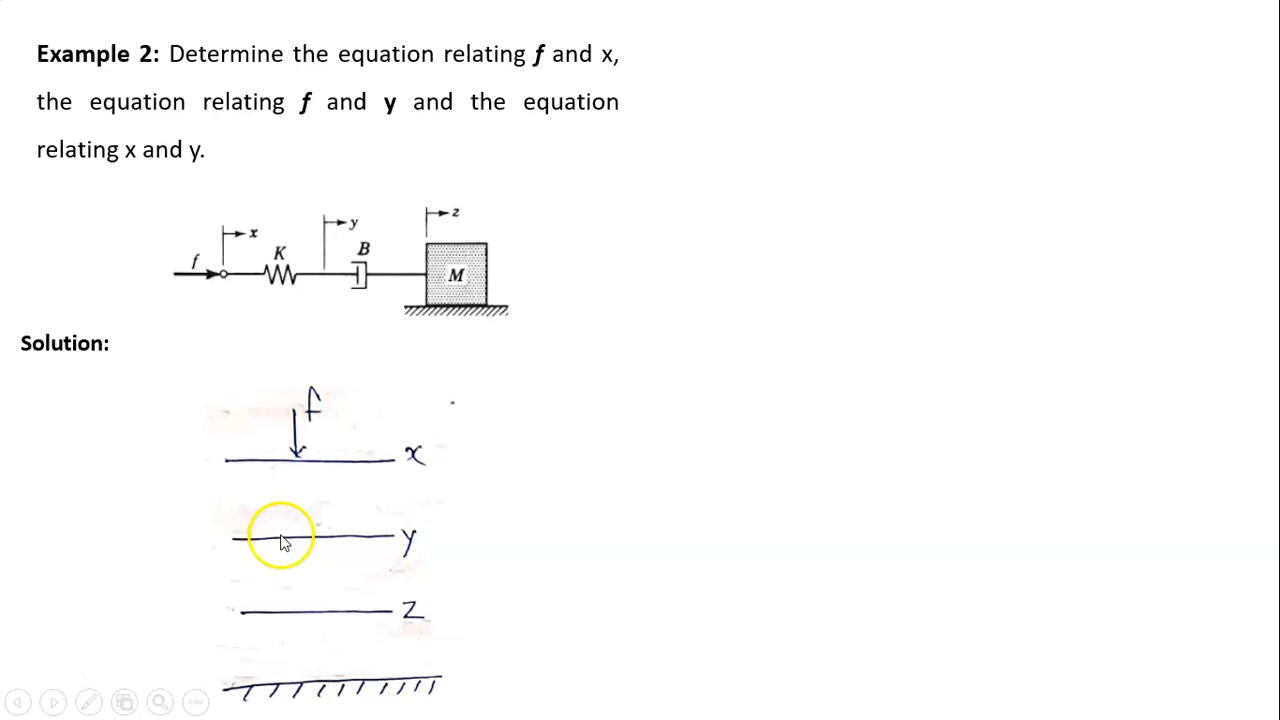 Example 2: Determine the equation relating f and x,
the equation relating f and y and the equation
relating x and y.
z
x
y
f
K
B
M
Solution:
f
x
y
z